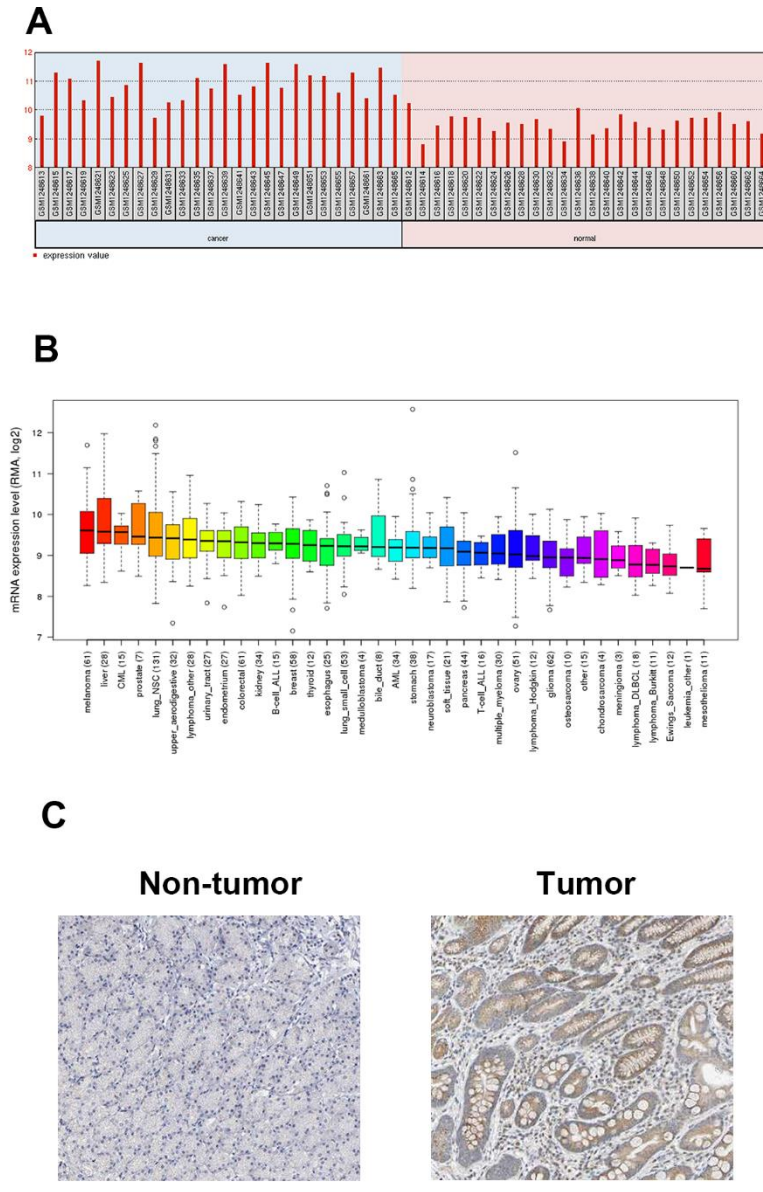 A
12
11
10
9
8
GSM1248613
GSM1248615
GSM1248617
GSM1248619
GSM1248621
GSM1248623
GSM1248625
GSM1248627
GSM1248629
GSM1248631
GSM1248633
GSM1248635
GSM1248637
GSM1248639
GSM1248641
GSM1248643
GSM1248645
GSM1248647
GSM1248649
GSM1248651
GSM1248653
GSM1248655
GSM1248657
GSM1248661
GSM1248663
GSM1248665
GSM1248612
GSM1248614
GSM1248616
GSM1248618
GSM1248620
GSM1248622
GSM1248624
GSM1248626
GSM1248628
GSM1248630
GSM1248632
GSM1248634
GSM1248636
GSM1248638
GSM1248640
GSM1248642
GSM1248644
GSM1248646
GSM1248648
GSM1248650
GSM1248652
GSM1248654
GSM1248656
GSM1248660
GSM1248662
GSM1248664
cancer normal
expression value
B
mRNA expression level (RMA, log2)
12
11
10
9
8
7
melanoma (61)
liver (28)
CML (15)
prostate (7)
lung_NSC (131)
upper_aerodigestive (32)
lymphoma_other (28)
urinary_tract (27)
endometrium (27)
colorectal (61)
kidney (34)
B-cell_ALL (15)
breast (58)
thyroid (12)
esophagus (25)
lung_small_cell (53)
medulloblastoma (4)
bile_duct (8)
AML (34)
stomach (38)
neuroblastoma (17)
soft_tissue (21)
pancreas (44)
T-cell_ALL (16)
multiple_myeloma (30)
ovary (51)
lymphoma_Hodgkin (12)
glioma (62)
osteosarcoma (10)
other (15)
chondrosarcoma (4)
meningioma (3)
lymphoma_DLBCL (18)
lymphoma_Burkitt (11)
Ewings_Sarcoma (12)
leukemia_other (1)
mesothelioma (11)
C
Non-tumor Tumor